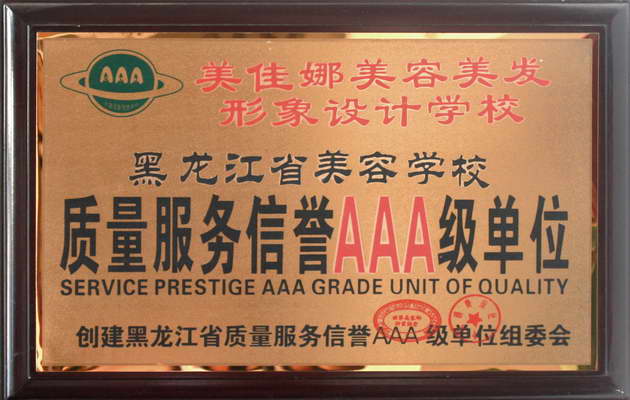 AAA
美佳娜美容美发
形象设计学校
黑龙江省美容学校
质量服务信誉AAA级单位
SERVICE PRESTIGE AAA GRADE UNIT OF QUALITY
创建黑龙江省质量服务信誉AAA级单位组委会